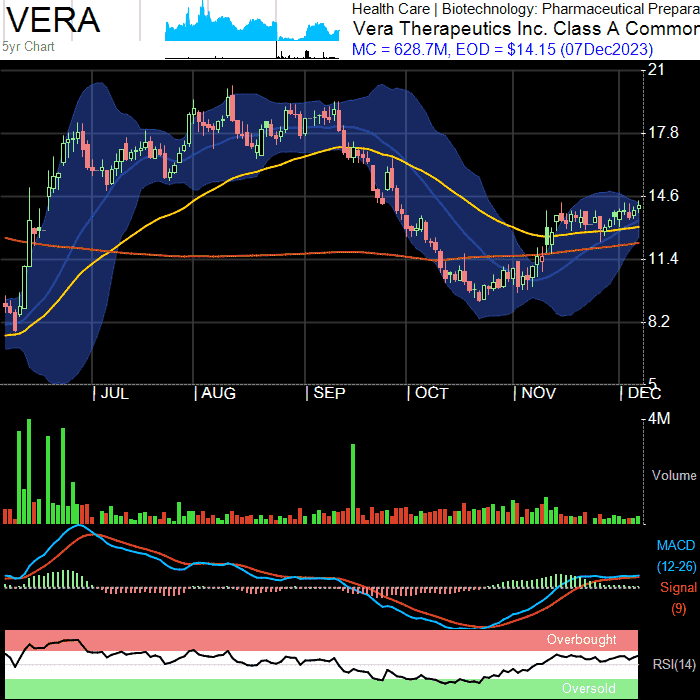 VERA
5yr Chart
Health Care | Biotechnology: Pharmaceutical Prepara
Vera Therapeutics Inc. Class A Common
MC = 628.7M, EOD = $14.15 (07Dec2023)
21
17.8
14.6
11.4
8.2
5
| JUL | AUG | SEP | OCT | NOV | DEC
4M
Volume
MACD
(12-26)
Signal
(9)
Overbought
RSI(14)
Oversold